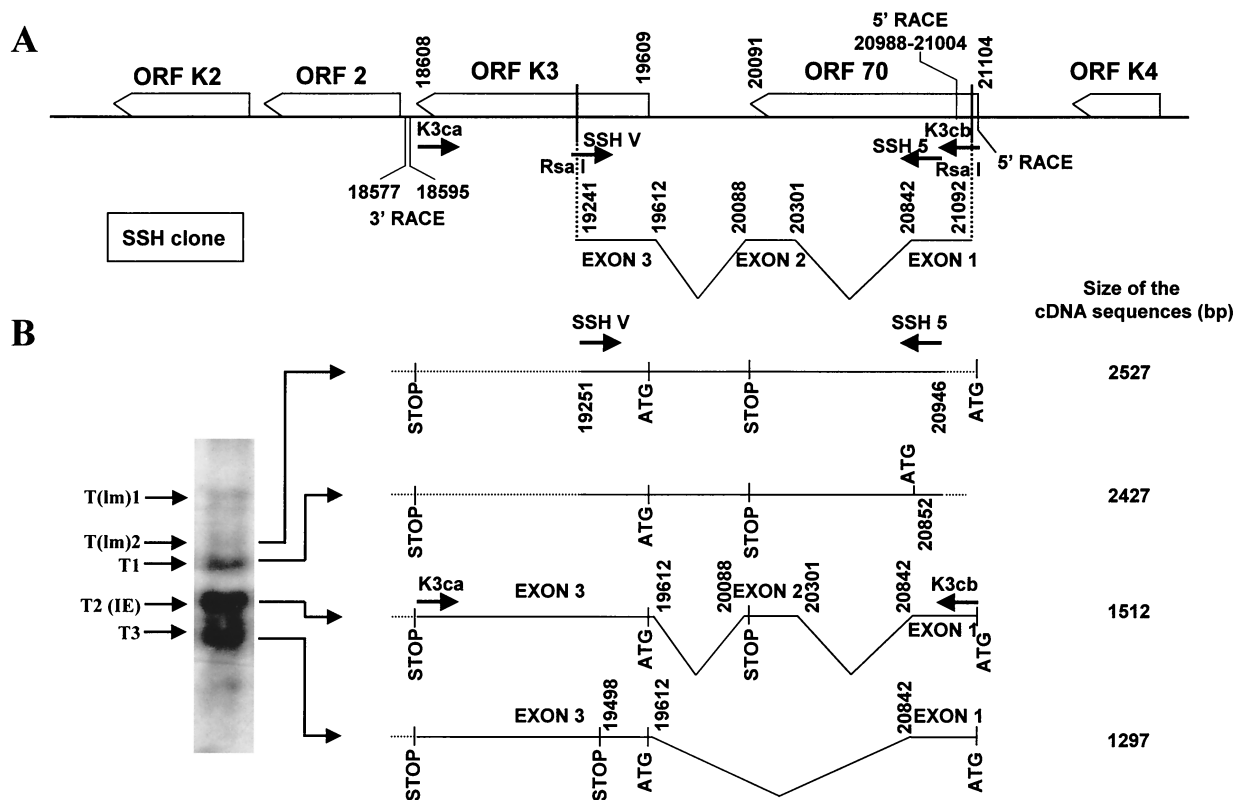 A
5' RACE
20988-21004
ORF K2
ORF 2
18608
ORF K3
19609
20091
ORF 70
21104
ORF K4
K3ca
SSH V
K3cb
SSH 5
Rsa I
Rsa I
5' RACE
18577
18595
3' RACE
SSH clone
19241
19612
20088
20301
20842
21092
EXON 3
EXON 2
EXON 1
Size of the
cDNA sequences (bp)
B
SSH V
SSH 5
STOP
19251
ATG
STOP
20946
ATG
2527
T(lm)1
T(lm)2
T1
T2 (IE)
T3
STOP
ATG
STOP
ATG
20852
2427
K3ca
EXON 3
19612
20088
EXON 2
20301
20842
K3cb
STOP
ATG
STOP
EXON 1
ATG
1512
EXON 3
19498
19612
20842
EXON 1
STOP
STOP
ATG
ATG
1297